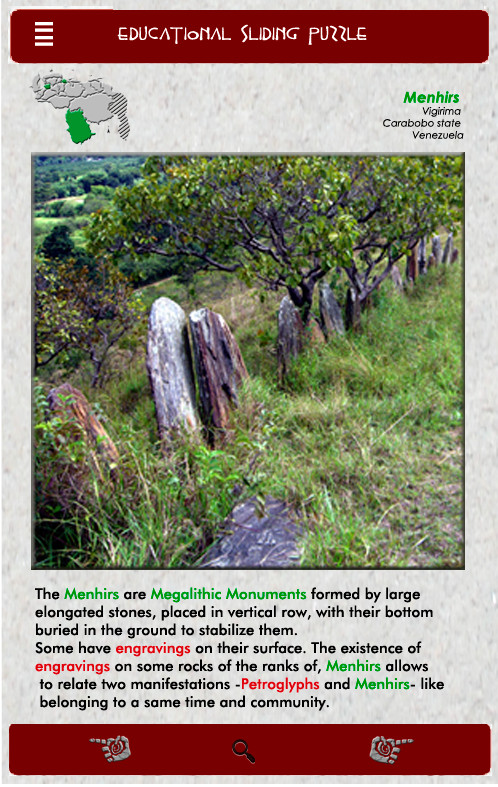 EDUCATIONAL SLIDING PUZZLE
Menhirs
Vigirima
Carabobo state
Venezuela
The Menhirs are Megalithic Monuments formed by large
elongated stones, placed in vertical row, with their bottom
buried in the ground to stabilize them.
Some have engravings on their surface. The existence of
engravings on some rocks of the ranks of, Menhirs allows
to relate two manifestations -Petroglyphs and Menhirs- like
belonging to a same time and community.